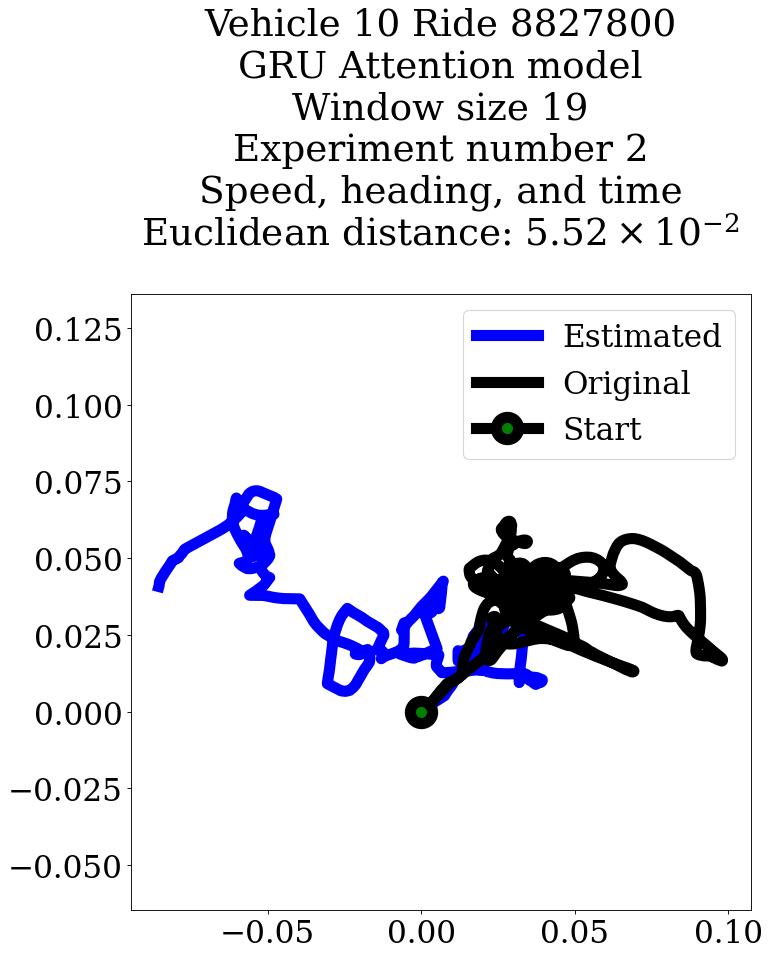 Vehicle 10 Ride 8827800
GRU Attention model
Window size 19
Experiment number 2
Speed, heading, and time
Euclidean distance: 5.52 × 10⁻²
Estimated
Original
Start
0.125
0.100
0.075
0.050
0.025
0.000
−0.025
−0.050
−0.05
0.00
0.05
0.10